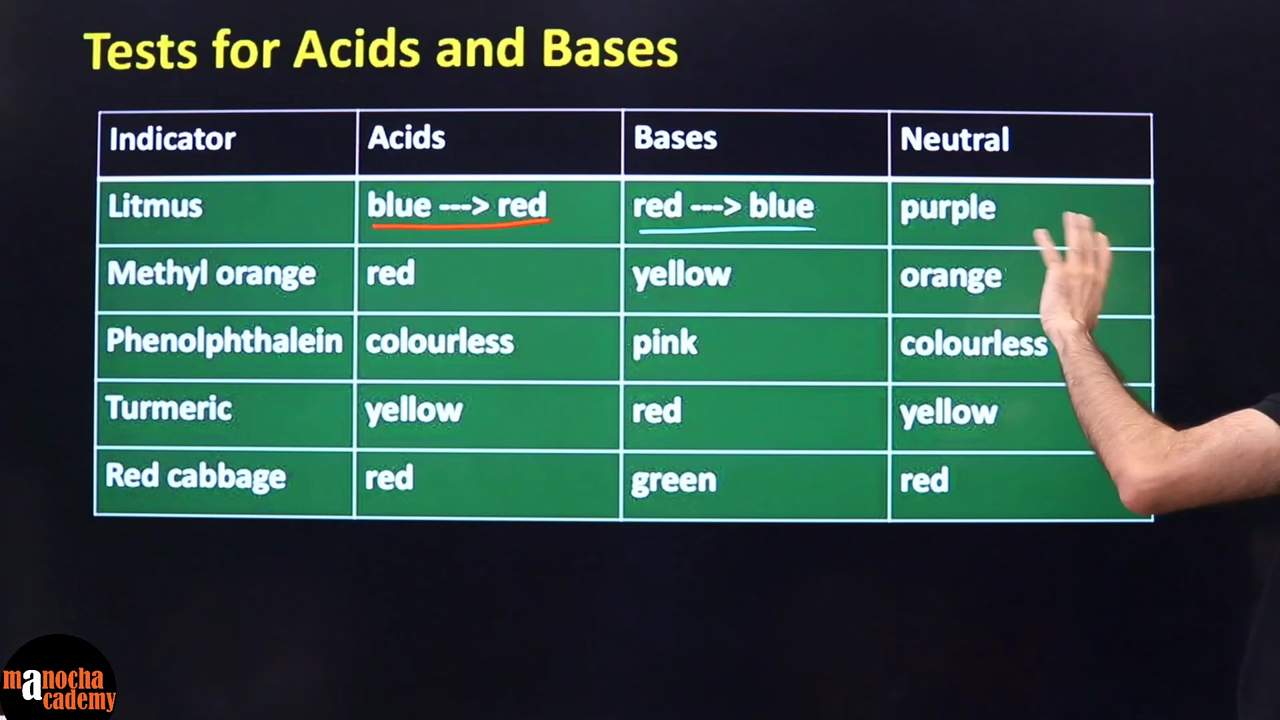 Tests for Acids and Bases
Indicator Acids Bases Neutral
Litmus blue ---> red red ---> blue purple
Methyl orange red yellow orange
Phenolphthalein colourless pink colourless
Turmeric yellow red yellow
Red cabbage red green red
manocha
cademy